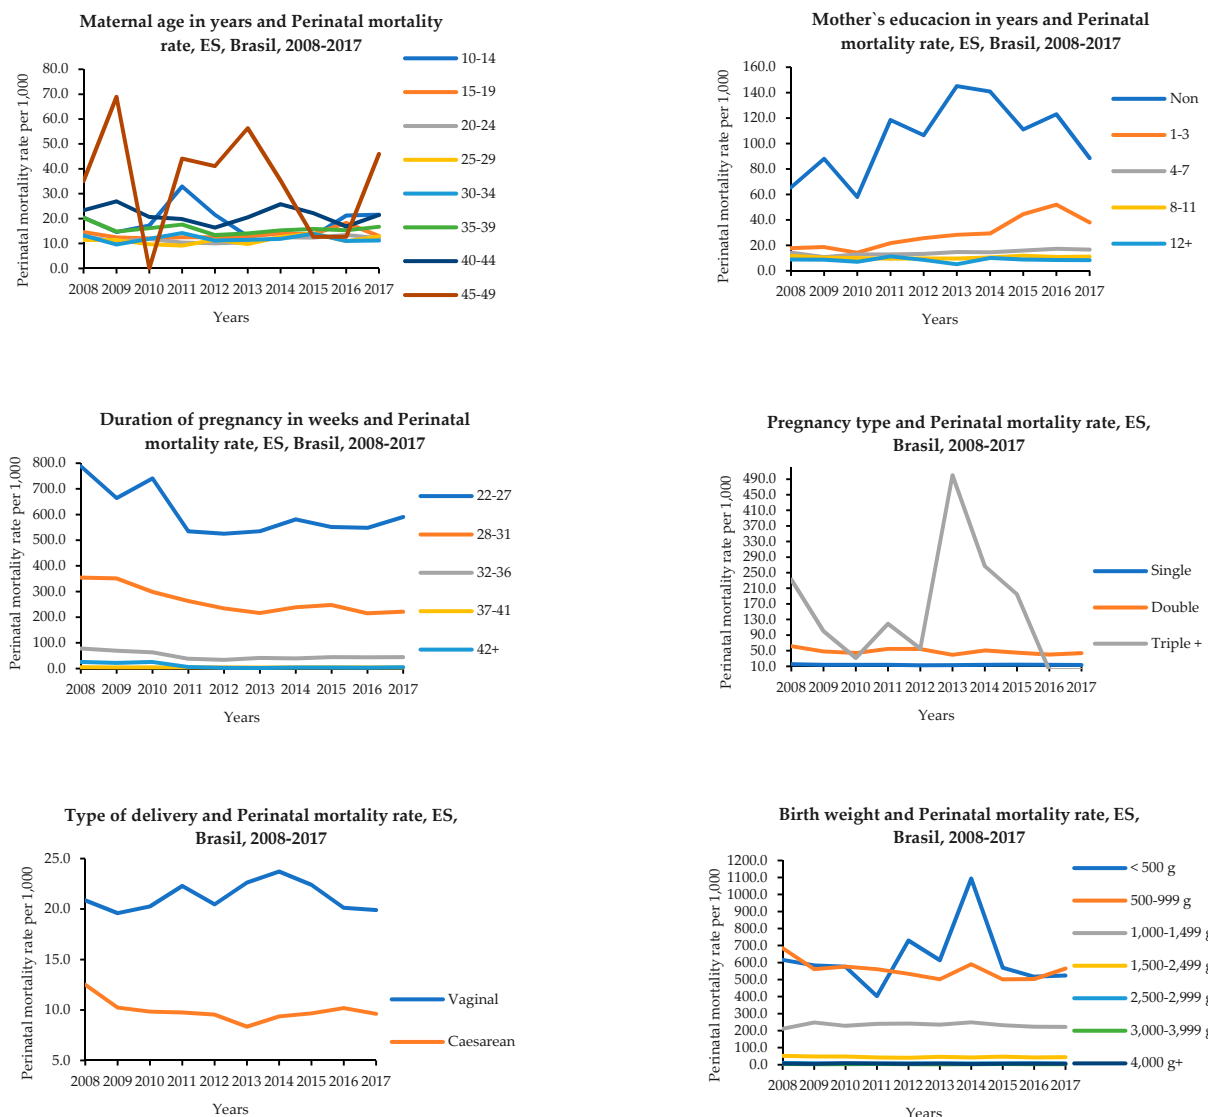 Maternal age in years and Perinatal mortality
rate, ES, Brasil, 2008-2017
Perinatal mortality rate per 1,000
80.0
70.0
60.0
50.0
40.0
30.0
20.0
10.0
0.0
2008 2009 2010 2011 2012 2013 2014 2015 2016 2017
Years
10-14
15-19
20-24
25-29
30-34
35-39
40-44
45-49
Mother`s educacion in years and Perinatal
mortality rate, ES, Brasil, 2008-2017
Perinatal mortality rate per 1,000
160.0
140.0
120.0
100.0
80.0
60.0
40.0
20.0
0.0
2008 2009 2010 2011 2012 2013 2014 2015 2016 2017
Years
Non
1-3
4-7
8-11
12+
Duration of pregnancy in weeks and Perinatal
mortality rate, ES, Brasil, 2008-2017
Perinatal mortality rate per 1,000
800.0
700.0
600.0
500.0
400.0
300.0
200.0
100.0
0.0
2008 2009 2010 2011 2012 2013 2014 2015 2016 2017
Years
22-27
28-31
32-36
37-41
42+
Pregnancy type and Perinatal mortality rate, ES,
Brasil, 2008-2017
Perinatal mortality rate per 1,000
490.0
450.0
410.0
370.0
330.0
290.0
250.0
210.0
170.0
130.0
90.0
50.0
10.0
2008 2009 2010 2011 2012 2013 2014 2015 2016 2017
Years
Single
Double
Triple +
Type of delivery and Perinatal mortality rate, ES,
Brasil, 2008-2017
Perinatal mortality rate per 1,000
25.0
20.0
15.0
10.0
5.0
2008 2009 2010 2011 2012 2013 2014 2015 2016 2017
Years
Vaginal
Caesarean
Birth weight and Perinatal mortality rate, ES,
Brasil, 2008-2017
Perinatal mortality rate per 1,000
1200.0
1100.0
1000.0
900.0
800.0
700.0
600.0
500.0
400.0
300.0
200.0
100.0
0.0
2008 2009 2010 2011 2012 2013 2014 2015 2016 2017
Years
< 500 g
500-999 g
1,000-1,499 g
1,500-2,499 g
2,500-2,999 g
3,000-3,999 g
4,000 g+